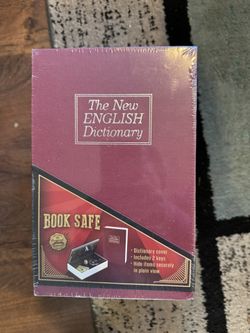 The New
ENGLISH
Dictionary
BOOK SAFE
• Dictionary cover
• Includes 2 keys
• Hide items securely
in plain view